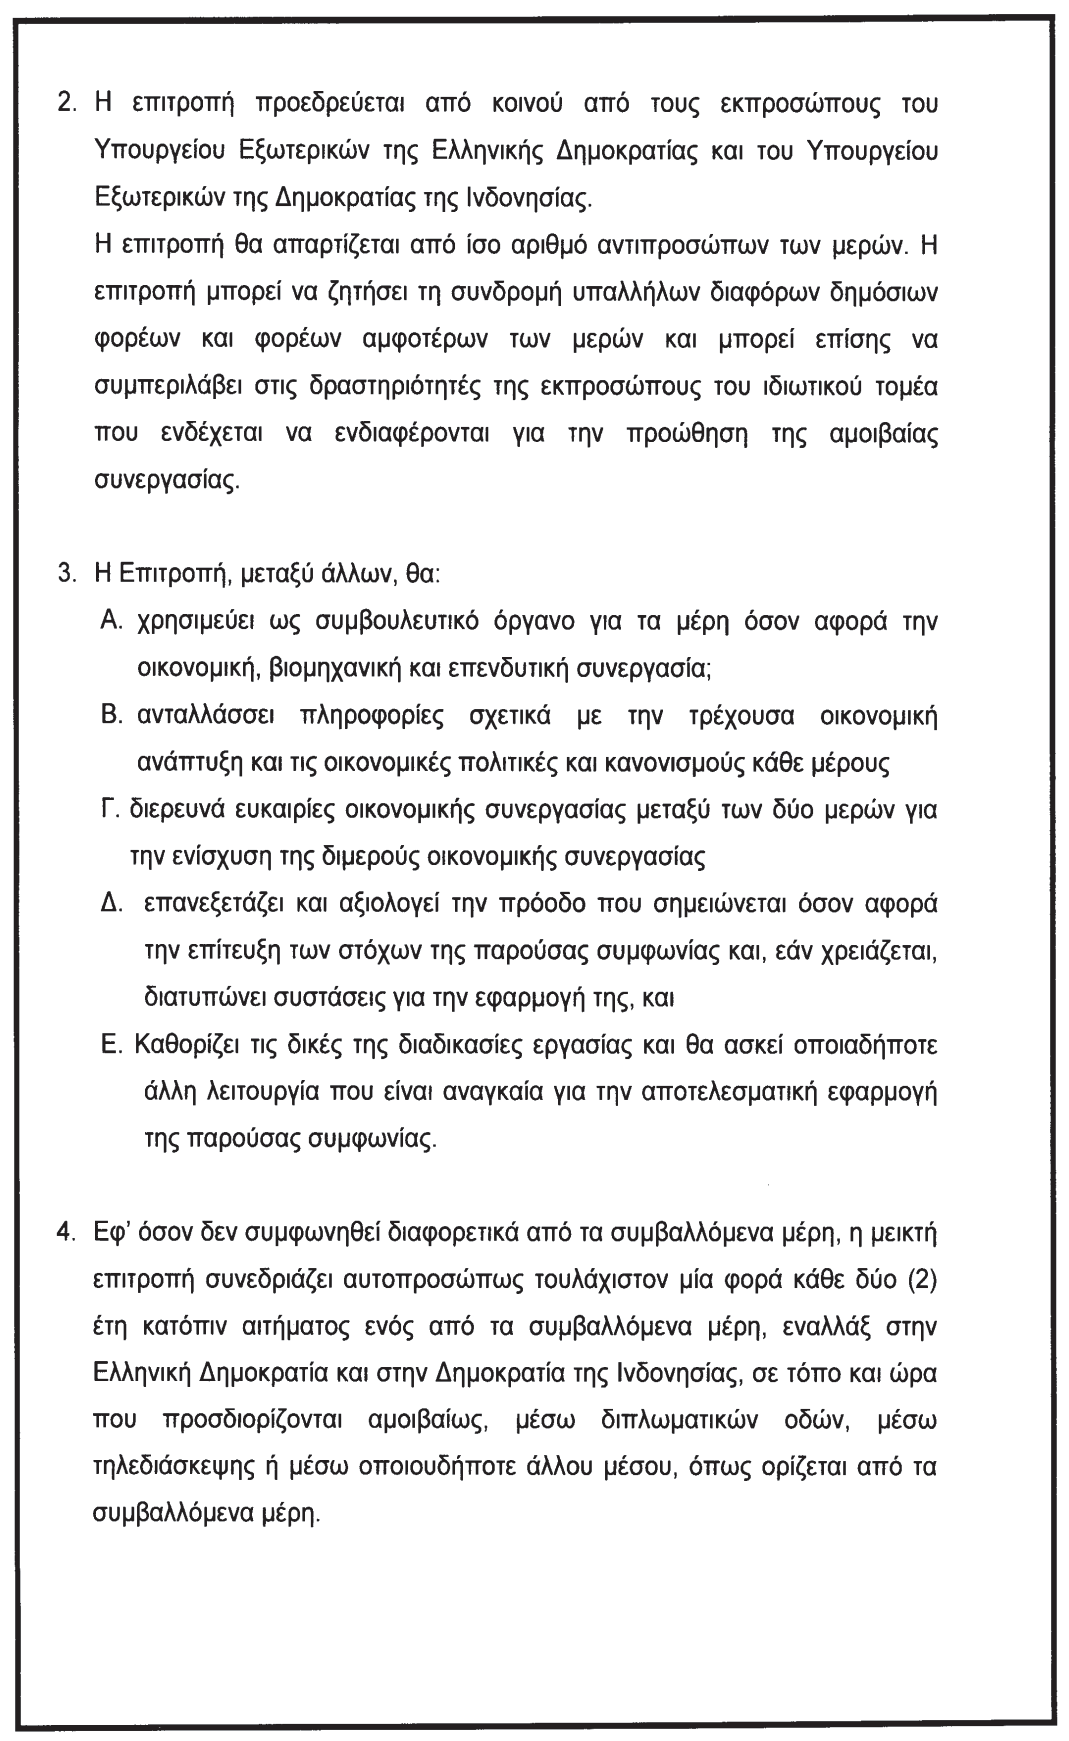 2. Η επιτροπή προεδρεύεται από κοινού από τους εκπροσώπους του
Υπουργείου Εξωτερικών της Ελληνικής Δημοκρατίας και του Υπουργείου
Εξωτερικών της Δημοκρατίας της Ινδονησίας.
Η επιτροπή θα απαρτίζεται από ίσο αριθμό αντιπροσώπων των μερών. Η
επιτροπή μπορεί να ζητήσει τη συνδρομή υπαλλήλων διαφόρων δημόσιων
φορέων και φορέων αμφοτέρων των μερών και μπορεί επίσης να
συμπεριλάβει στις δραστηριότητές της εκπροσώπους του ιδιωτικού τομέα
που ενδέχεται να ενδιαφέρονται για την προώθηση της αμοιβαίας
συνεργασίας.
3. Η Επιτροπή, μεταξύ άλλων, θα:
Α. χρησιμεύει ως συμβουλευτικό όργανο για τα μέρη όσον αφορά την
οικονομική, βιομηχανική και επενδυτική συνεργασία;
Β. ανταλλάσσει πληροφορίες σχετικά με την τρέχουσα οικονομική
ανάπτυξη και τις οικονομικές πολιτικές και κανονισμούς κάθε μέρους
Γ. διερευνά ευκαιρίες οικονομικής συνεργασίας μεταξύ των δύο μερών για
την ενίσχυση της διμερούς οικονομικής συνεργασίας
Δ. επανεξετάζει και αξιολογεί την πρόοδο που σημειώνεται όσον αφορά
την επίτευξη των στόχων της παρούσας συμφωνίας και, εάν χρειάζεται,
διατυπώνει συστάσεις για την εφαρμογή της, και
Ε. Καθορίζει τις δικές της διαδικασίες εργασίας και θα ασκεί οποιαδήποτε
άλλη λειτουργία που είναι αναγκαία για την αποτελεσματική εφαρμογή
της παρούσας συμφωνίας.
4. Εφ’ όσον δεν συμφωνηθεί διαφορετικά από τα συμβαλλόμενα μέρη, η μεικτή
επιτροπή συνεδριάζει αυτοπροσώπως τουλάχιστον μία φορά κάθε δύο (2)
έτη κατόπιν αιτήματος ενός από τα συμβαλλόμενα μέρη, εναλλάξ στην
Ελληνική Δημοκρατία και στην Δημοκρατία της Ινδονησίας, σε τόπο και ώρα
που προσδιορίζονται αμοιβαίως, μέσω διπλωματικών οδών, μέσω
τηλεδιάσκεψης ή μέσω οποιουδήποτε άλλου μέσου, όπως ορίζεται από τα
συμβαλλόμενα μέρη.